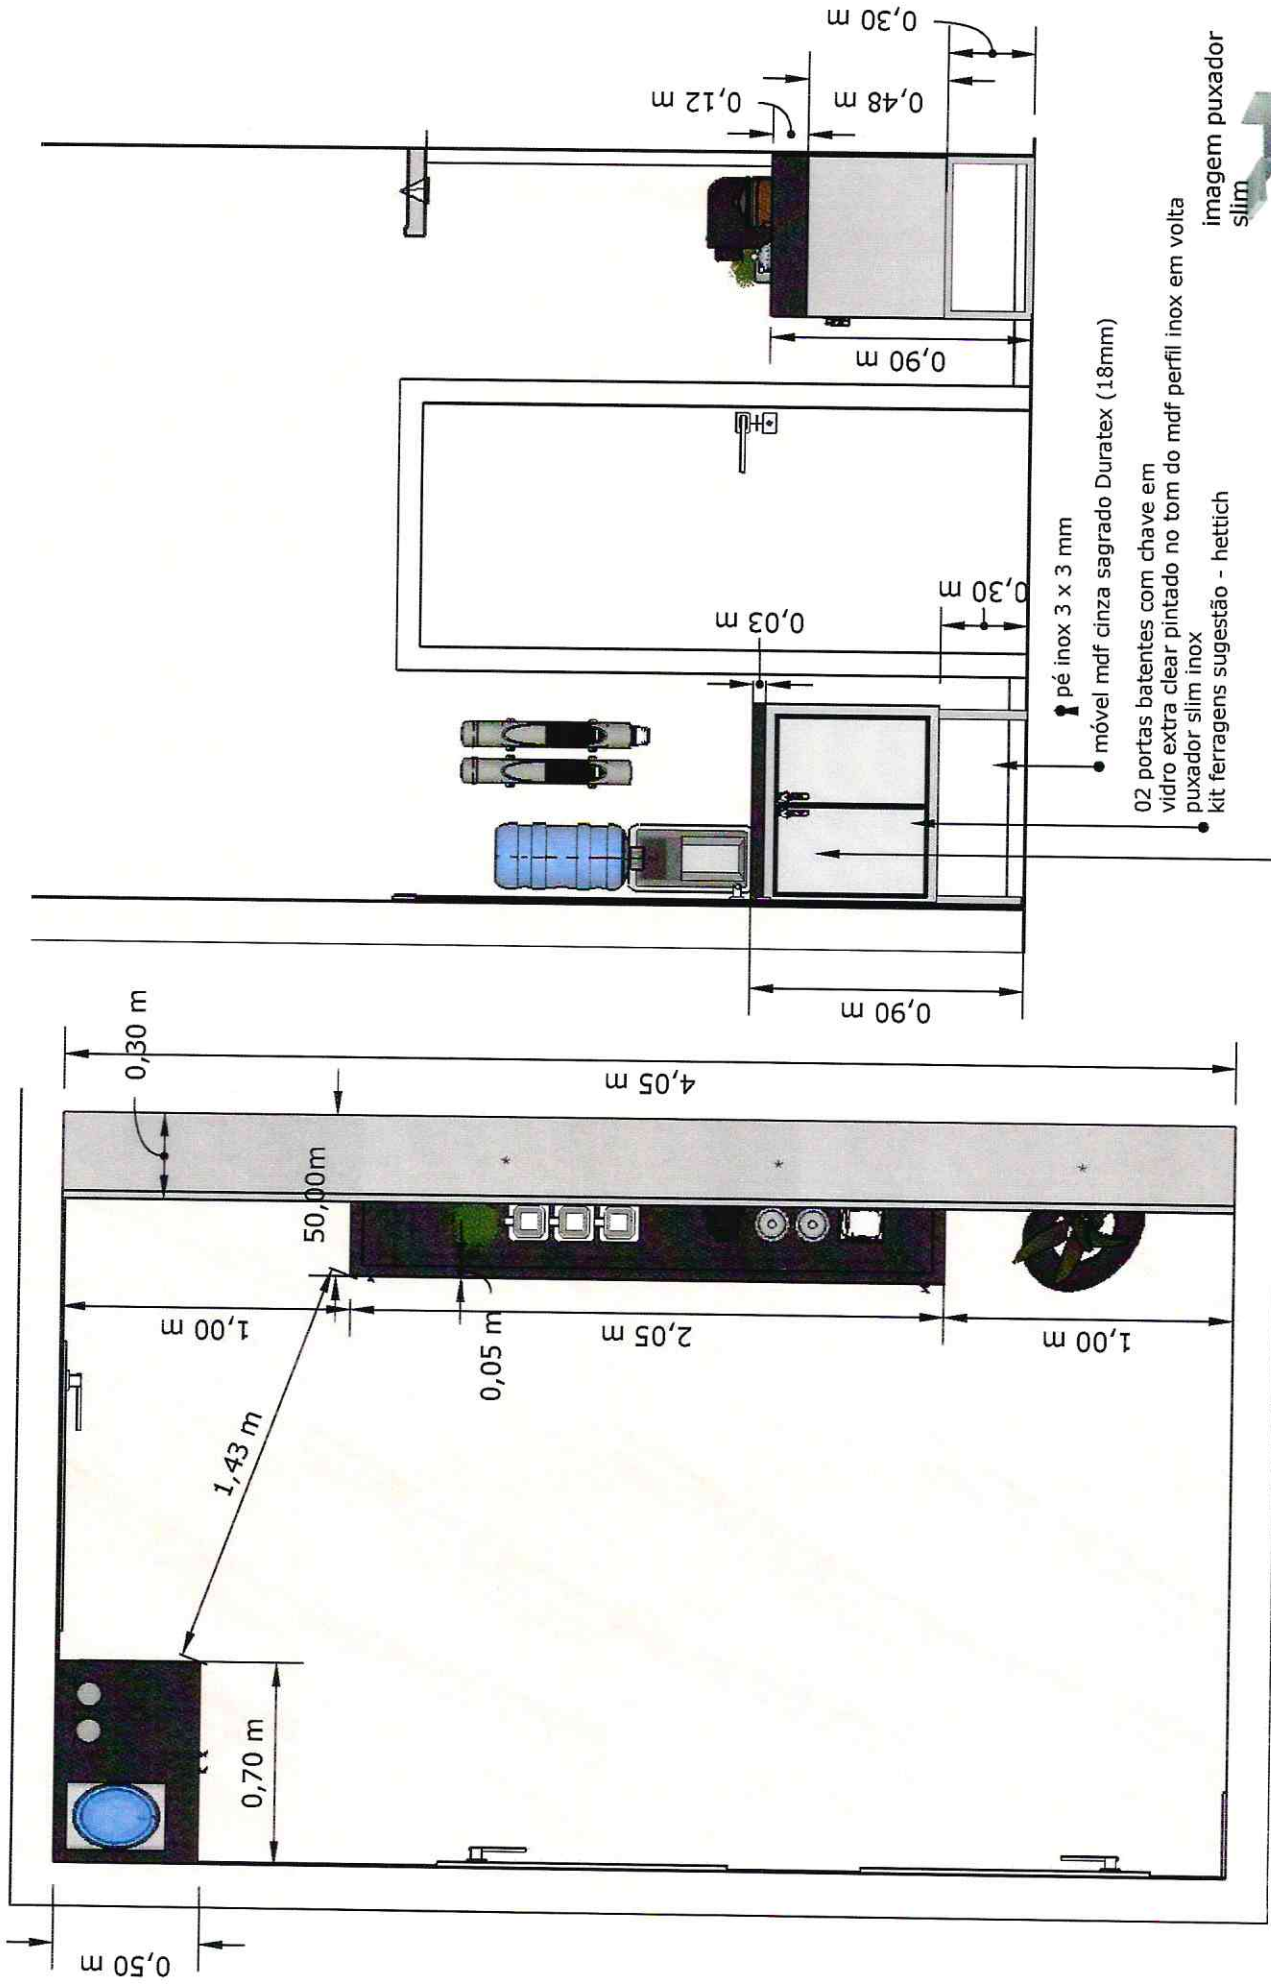 0,30 m
4,05 m
50,00m
1,00 m
2,05 m
1,00 m
0,05 m
1,43 m
0,70 m
0,50 m
0,30 m
0,12 m
0,48 m
0,90 m
0,03 m
0,30 m
0,90 m
pé inox 3 x 3 mm
móvel mdf cinza sagrado Duratex (18mm)
02 portas batentes com chave em
vidro extra clear pintado no tom do mdf perfil inox em volta
puxador slim inox
kit ferragens sugestão - hettich
imagem puxador
slim